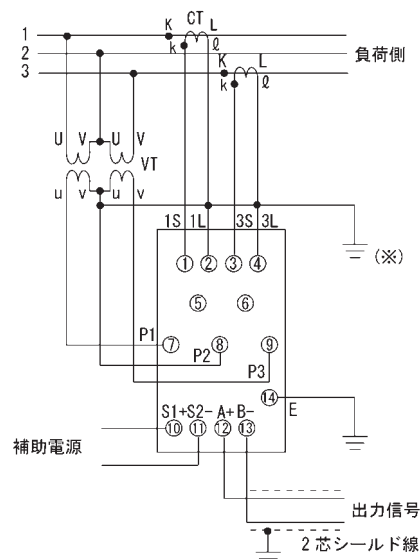 CT
K L
1
2
k ℓ
負荷側
3
K L
k ℓ
U V U V
VT
u v u v
1S 1L 3S 3L
(※)
① ② ③ ④
⑤ ⑥
P1 ⑦ ⑧ ⑨
P2
P3
⑭ E
S1+ S2- A+ B-
⑩ ⑪ ⑫ ⑬
補助電源
出力信号
2芯シールド線